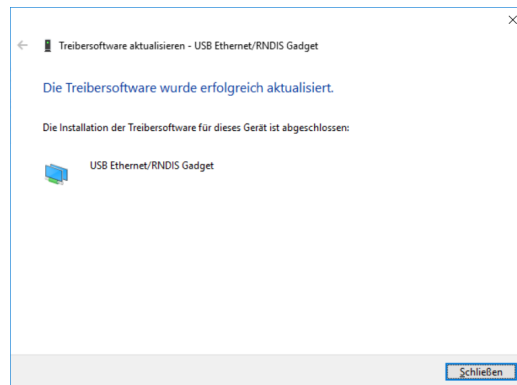 Treibersoftware aktualisieren - USB Ethernet/RNDIS Gadget
Die Treibersoftware wurde erfolgreich aktualisiert.
Die Installation der Treibersoftware für dieses Gerät ist abgeschlossen:
USB Ethernet/RNDIS Gadget
Schließen